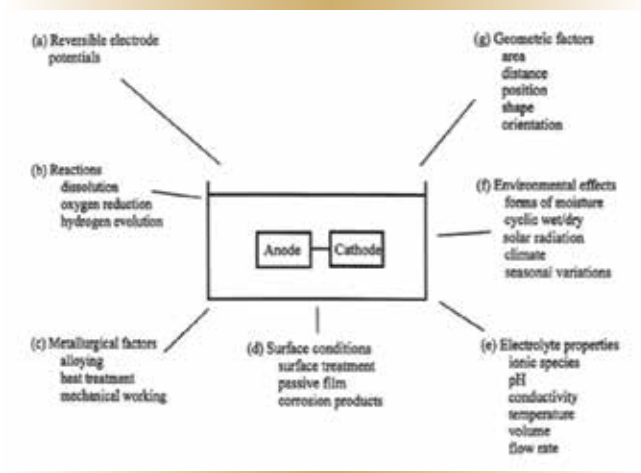 (a) Reversible electrode
potentials
(g) Geometric factors
area
distance
position
shape
orientation
(b) Reactions
dissolution
oxygen reduction
hydrogen evolution
(f) Environmental effects
forms of moisture
cyclic wet/dry
solar radiation
climate
seasonal variations
Anode
Cathode
(c) Metallurgical factors
alloying
heat treatment
mechanical working
(d) Surface conditions
surface treatment
passive film
corrosion products
(e) Electrolyte properties
ionic species
pH
conductivity
temperature
volume
flow rate